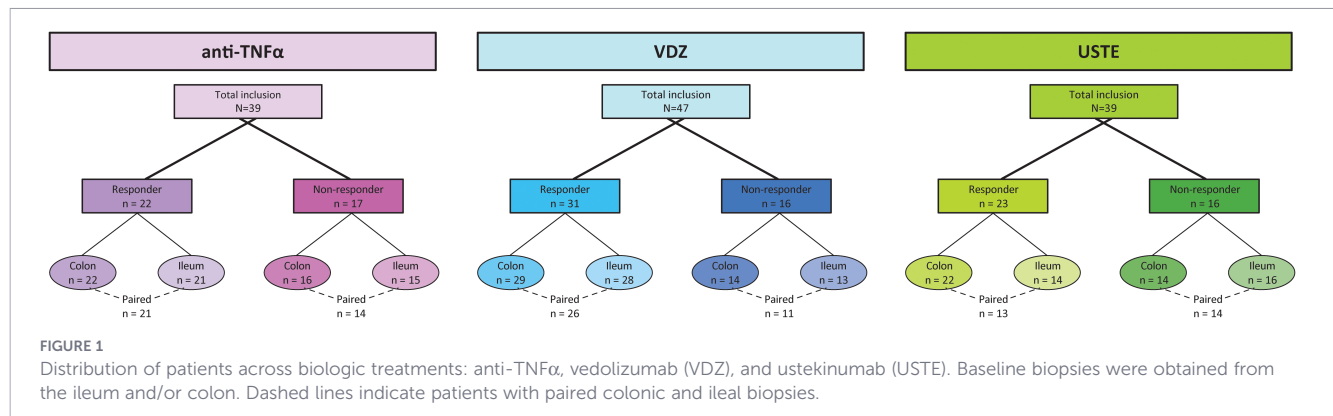 anti-TNFα
VDZ
USTE
Total inclusion
N=39
Total inclusion
N=47
Total inclusion
N=39
Responder
n = 22
Non-responder
n = 17
Responder
n = 31
Non-responder
n = 16
Responder
n = 23
Non-responder
n = 16
Colon
n = 22
Ileum
n = 21
Colon
n = 16
Ileum
n = 15
Colon
n = 29
Ileum
n = 28
Colon
n = 14
Ileum
n = 13
Colon
n = 22
Ileum
n = 14
Colon
n = 14
Ileum
n = 16
Paired
n = 21
Paired
n = 14
Paired
n = 26
Paired
n = 11
Paired
n = 13
Paired
n = 14
FIGURE 1
Distribution of patients across biologic treatments: anti-TNFα, vedolizumab (VDZ), and ustekinumab (USTE). Baseline biopsies were obtained from
the ileum and/or colon. Dashed lines indicate patients with paired colonic and ileal biopsies.